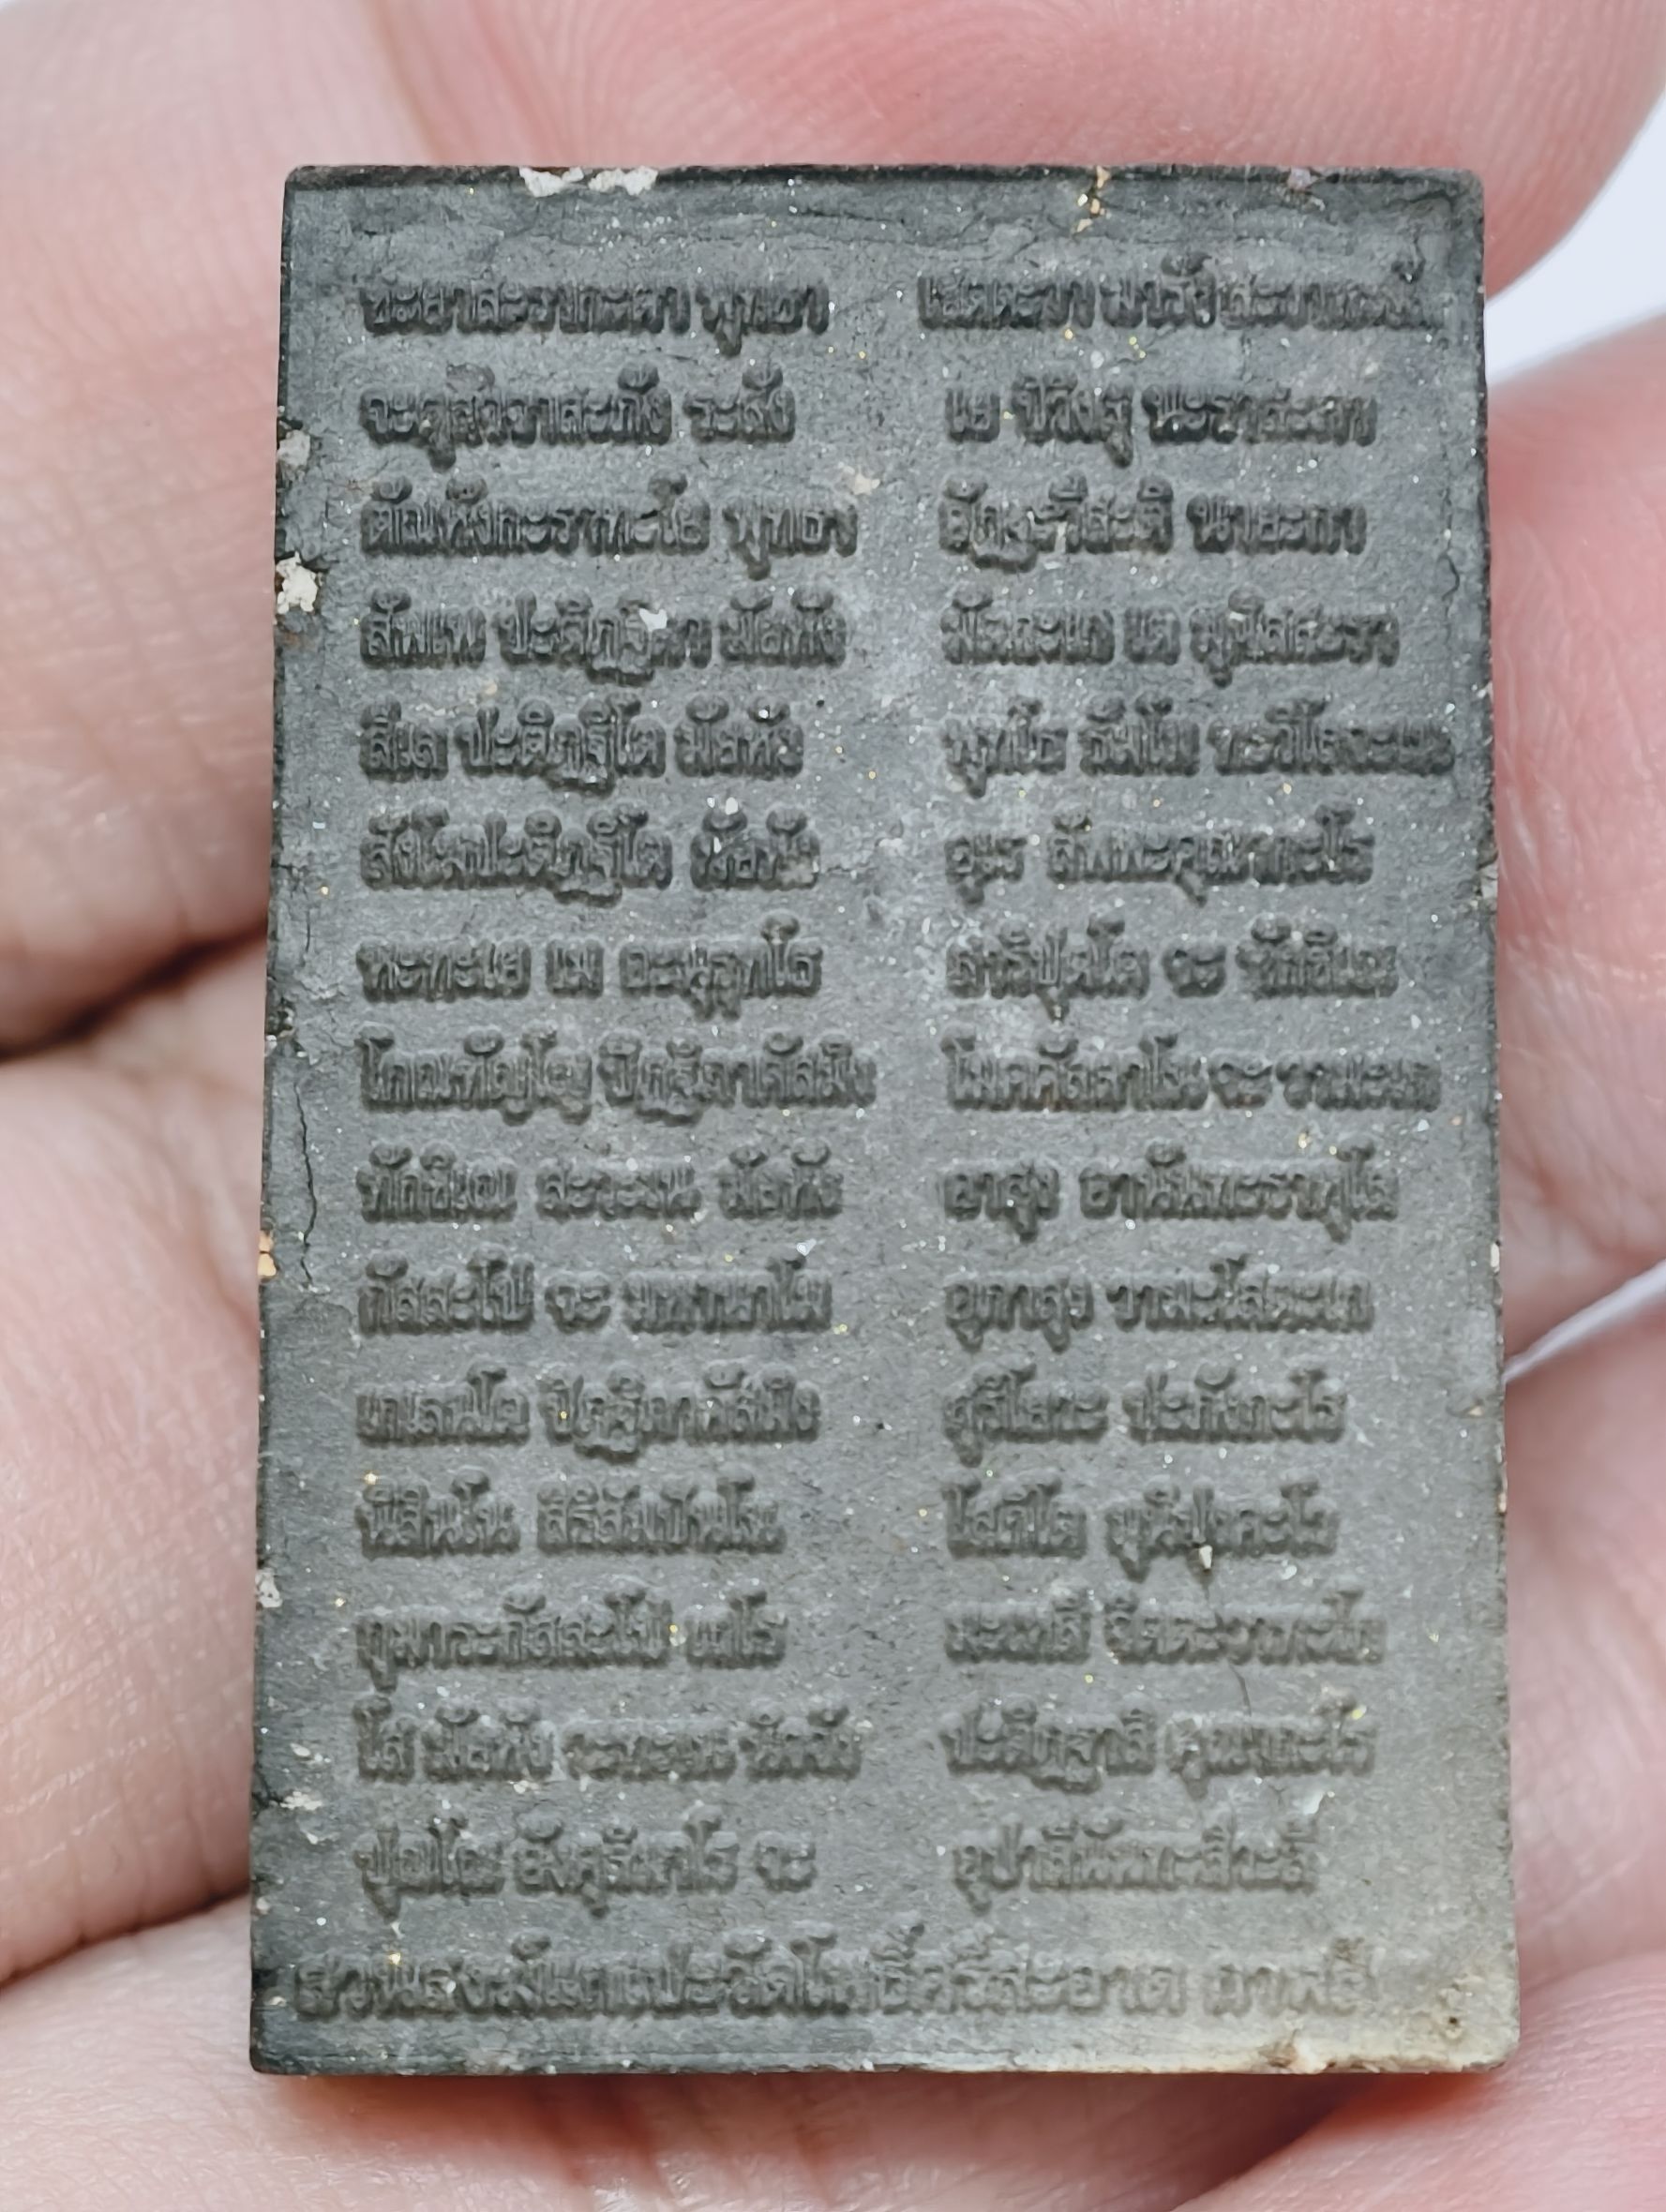 ชะยาสะนากะตา พุทธา เชตตะวา มารัง สะวาหะนัง
จะตุสัจจาสะภัง ระสัง เย ปิวิงสุ นะราสะภา
ตัณหังกะราทะโย พุทธา อัฏฐะวีสะติ นายะกา
สัพเพ ปะติฏฐิตา มัยหัง มัตถะเก เต มุนิสสะรา
สีเส ปะติฏฐิโต มัยหัง พุทโธ ธัมโม ทะวิโลจะเน
สังโฆปะติฏฐิโต มัยหัง อุเร สัพพะคุณากะโร
หะทะเย เม อะนุรุทโธ สารีปุตโต จะ ทักขิเณ
โกณฑัญโญ ปิฏฐิภาคัสมิง โมคคัลลาโน จะ วามะเก
ทักขิเณ สะวะเน มัยหัง อาสุง อานันทะราหุโล
กัสสะโป จะ มหานาโม อุภาสุง วามะโสตะเก
เกเสนโต ปิฏฐิภาคัสมิง สุริโยวะ ปะภังกะโร
นิสินโน สิริสัมปันโน โสภิโต มุนิปุงคะโว
กุมาระกัสสะโป เถโร มะเหสี จิตตะวาทะโก
โส มัยหัง วะทะเน นิจจัง ปะติฏฐาสิ คุณากะโร
ปุณโณ อังคุริมาโร จะ อุปาลีนันทะสีวะลี